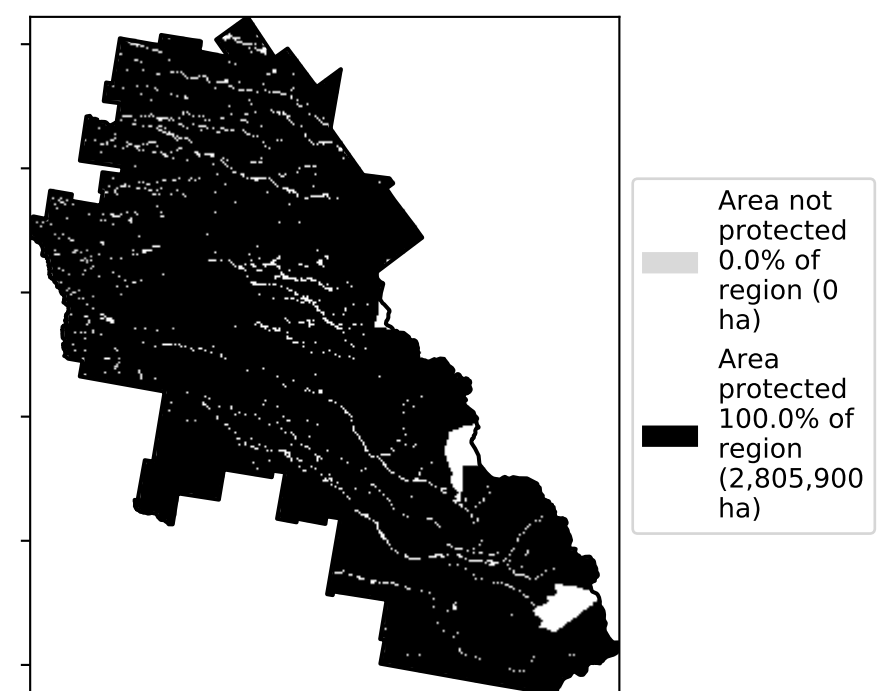 Area not
protected
0.0% of
region (0
ha)
Area
protected
100.0% of
region
(2,805,900
ha)